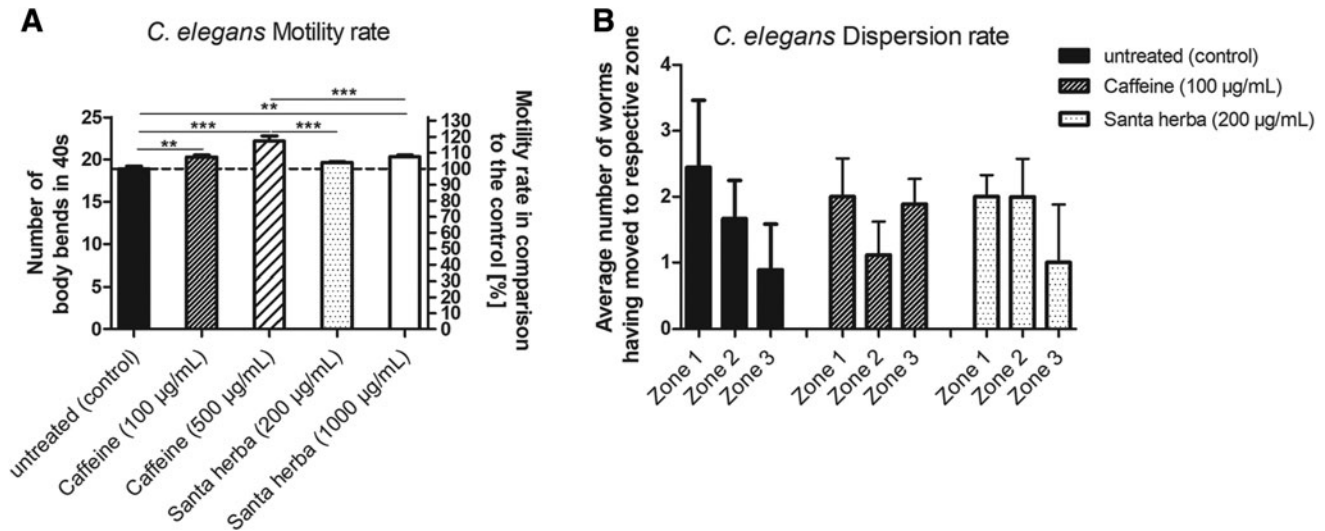 A
C. elegans Motility rate
Number of
body bends in 40s
25
20
15
10
5
0
***
**
*** ***
**
130
120
110
100
90
80
70
60
50
40
30
20
10
0
Motility rate in comparison
to the control [%]
untreated (control)
Caffeine (100 µg/mL)
Caffeine (500 µg/mL)
Santa herba (200 µg/mL)
Santa herba (1000 µg/mL)
B
C. elegans Dispersion rate
Average number of worms
having moved to respective zone
4
3
2
1
0
Zone 1
Zone 2
Zone 3
Zone 1
Zone 2
Zone 3
Zone 1
Zone 2
Zone 3
untreated (control)
Caffeine (100 µg/mL)
Santa herba (200 µg/mL)